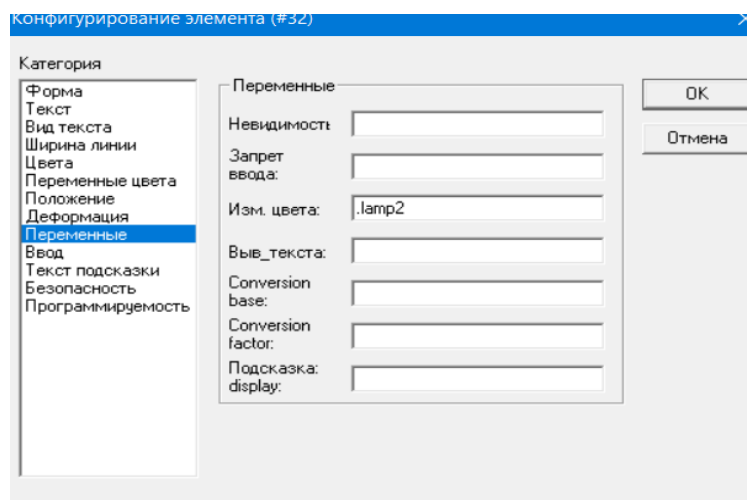 Конфигурирование элемента (#32)
Категория
Форма
Текст
Вид текста
Ширина линии
Цвета
Переменные цвета
Положение
Деформация
Переменные
Ввод
Текст подсказки
Безопасность
Программируемость
Переменные
Невидимость
Запрет
ввода:
Изм. цвета:
.lamp2
Выв_текста:
Conversion
base:
Conversion
factor:
Подсказка:
display:
OK
Отмена